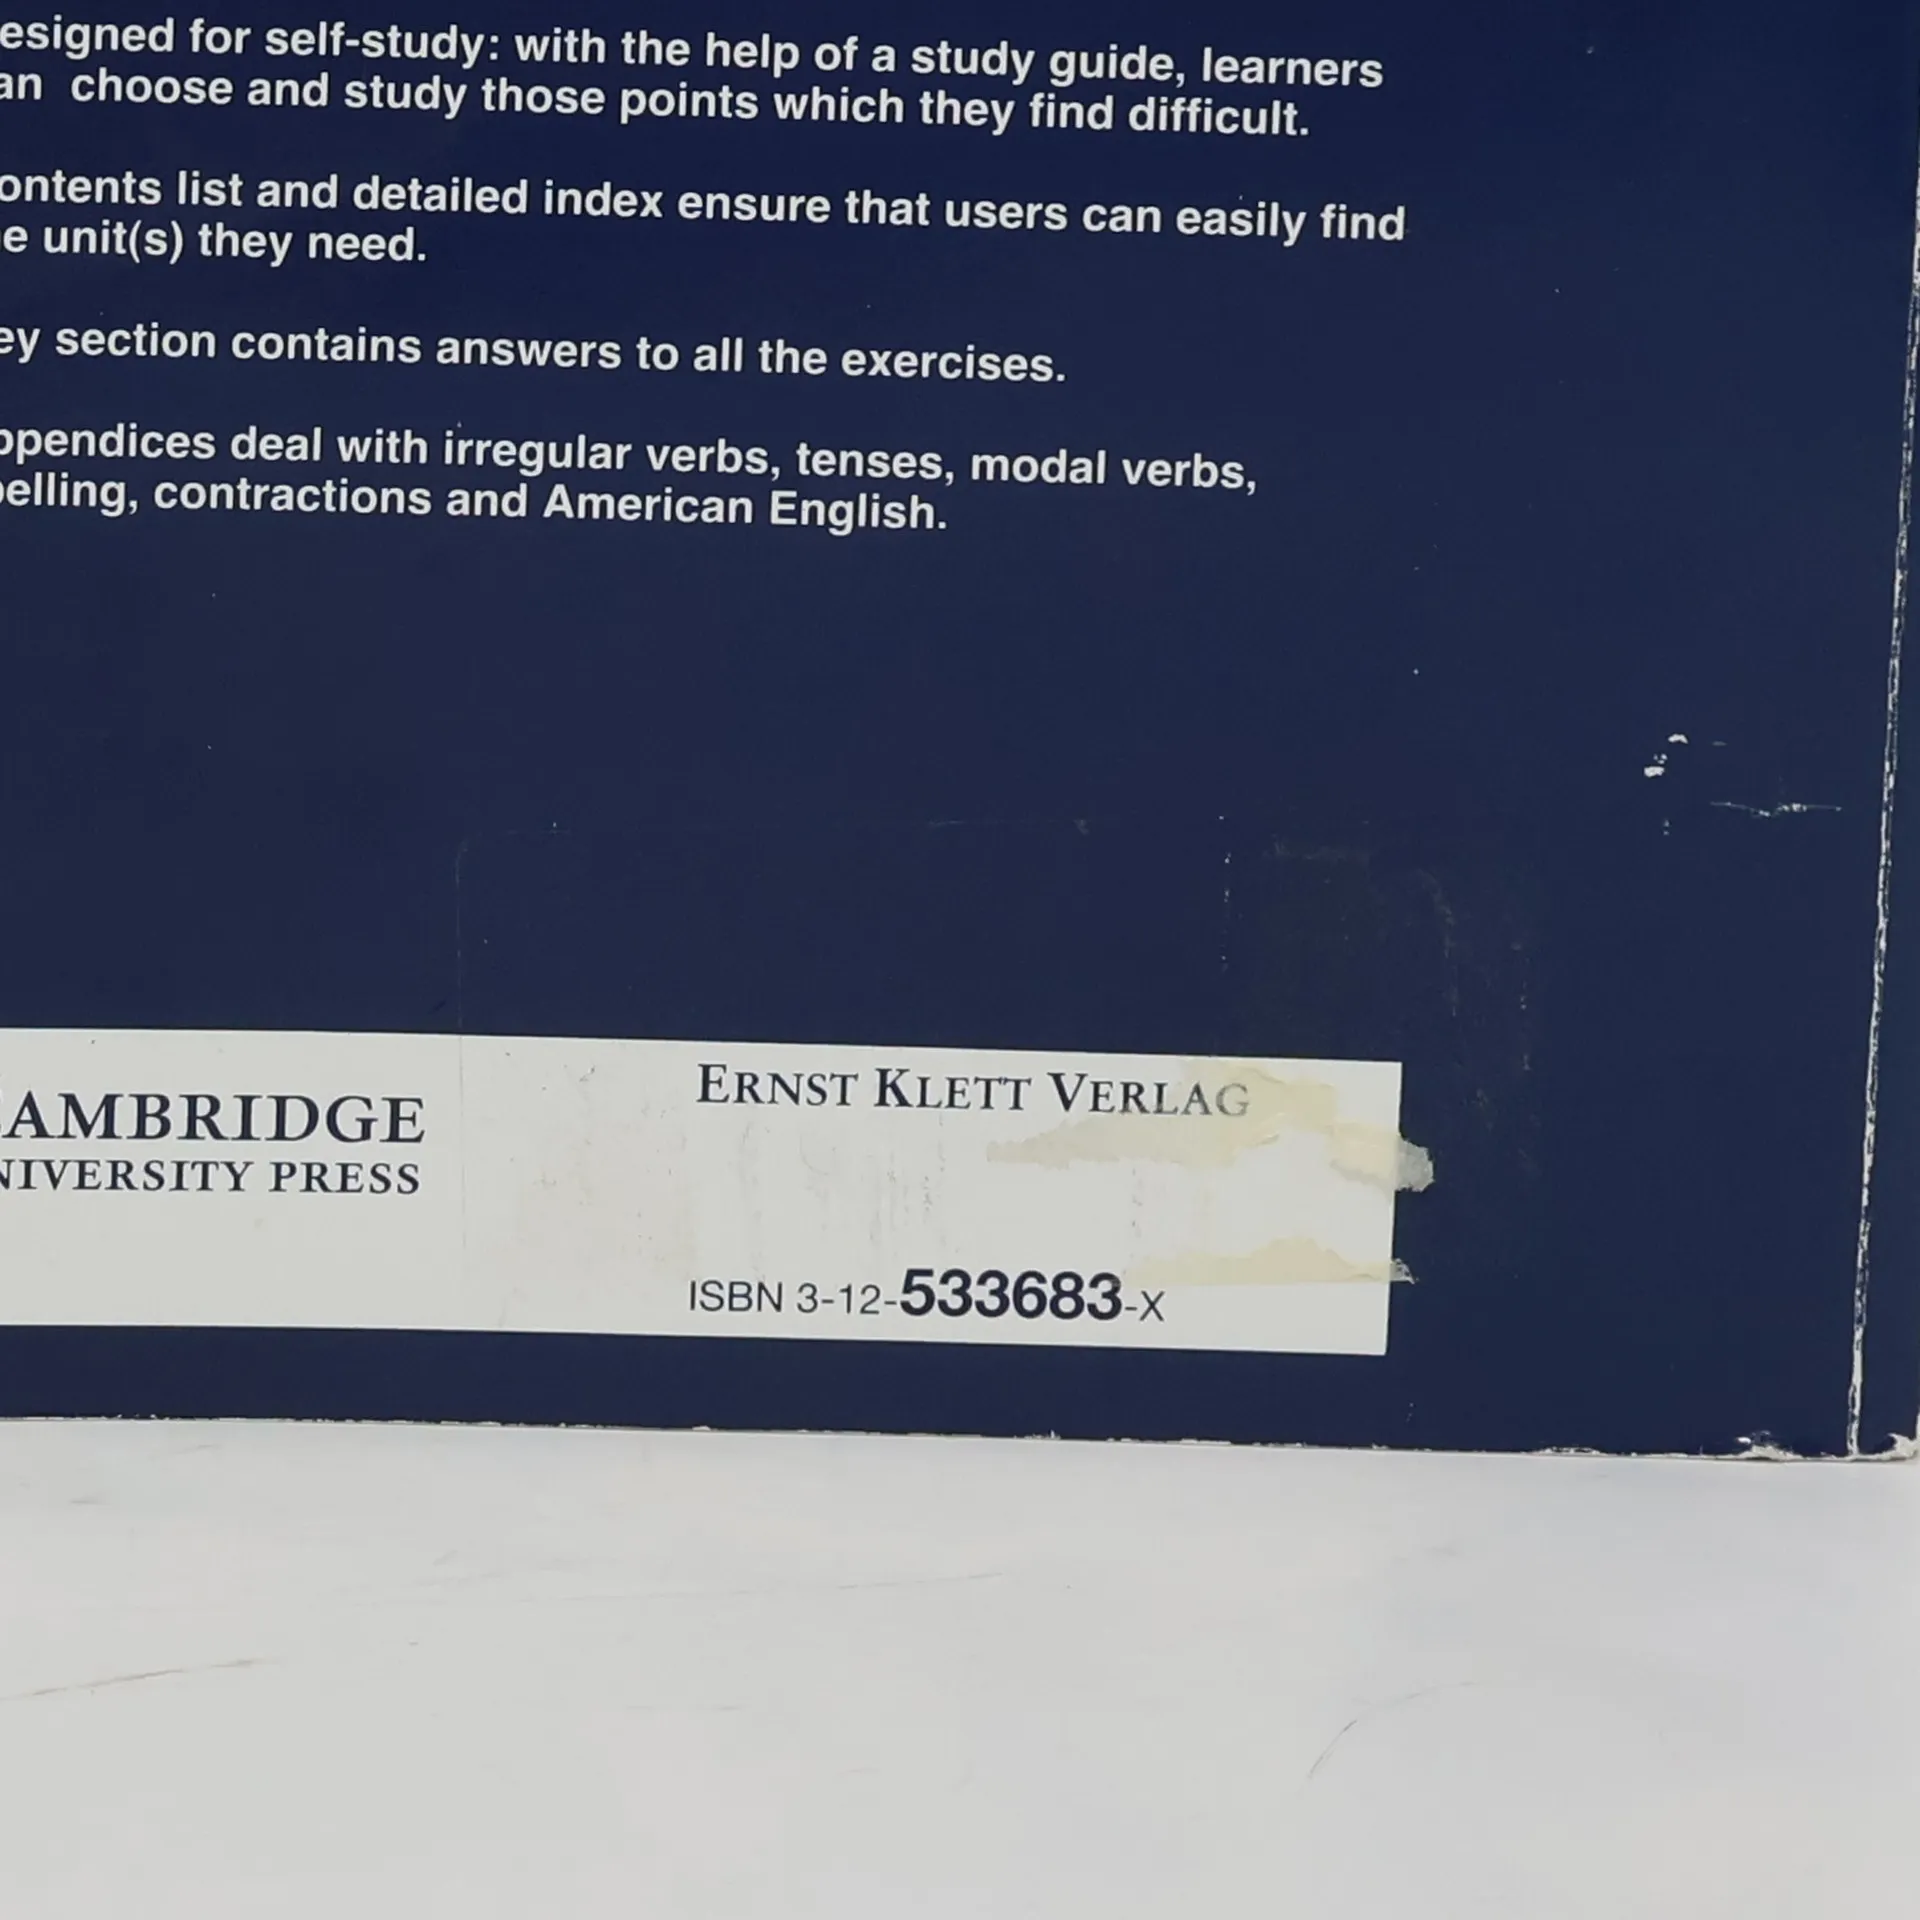 esigned for self-study: with the help of a study guide, learners
an choose and study those points which they find difficult.
ontents list and detailed index ensure that users can easily find
e unit(s) they need.
ey section contains answers to all the exercises.
ppendices deal with irregular verbs, tenses, modal verbs,
pelling, contractions and American English.
CAMBRIDGE
NIVERSITY PRESS
ERNST KLETT VERLAG
ISBN 3-12-533683-X